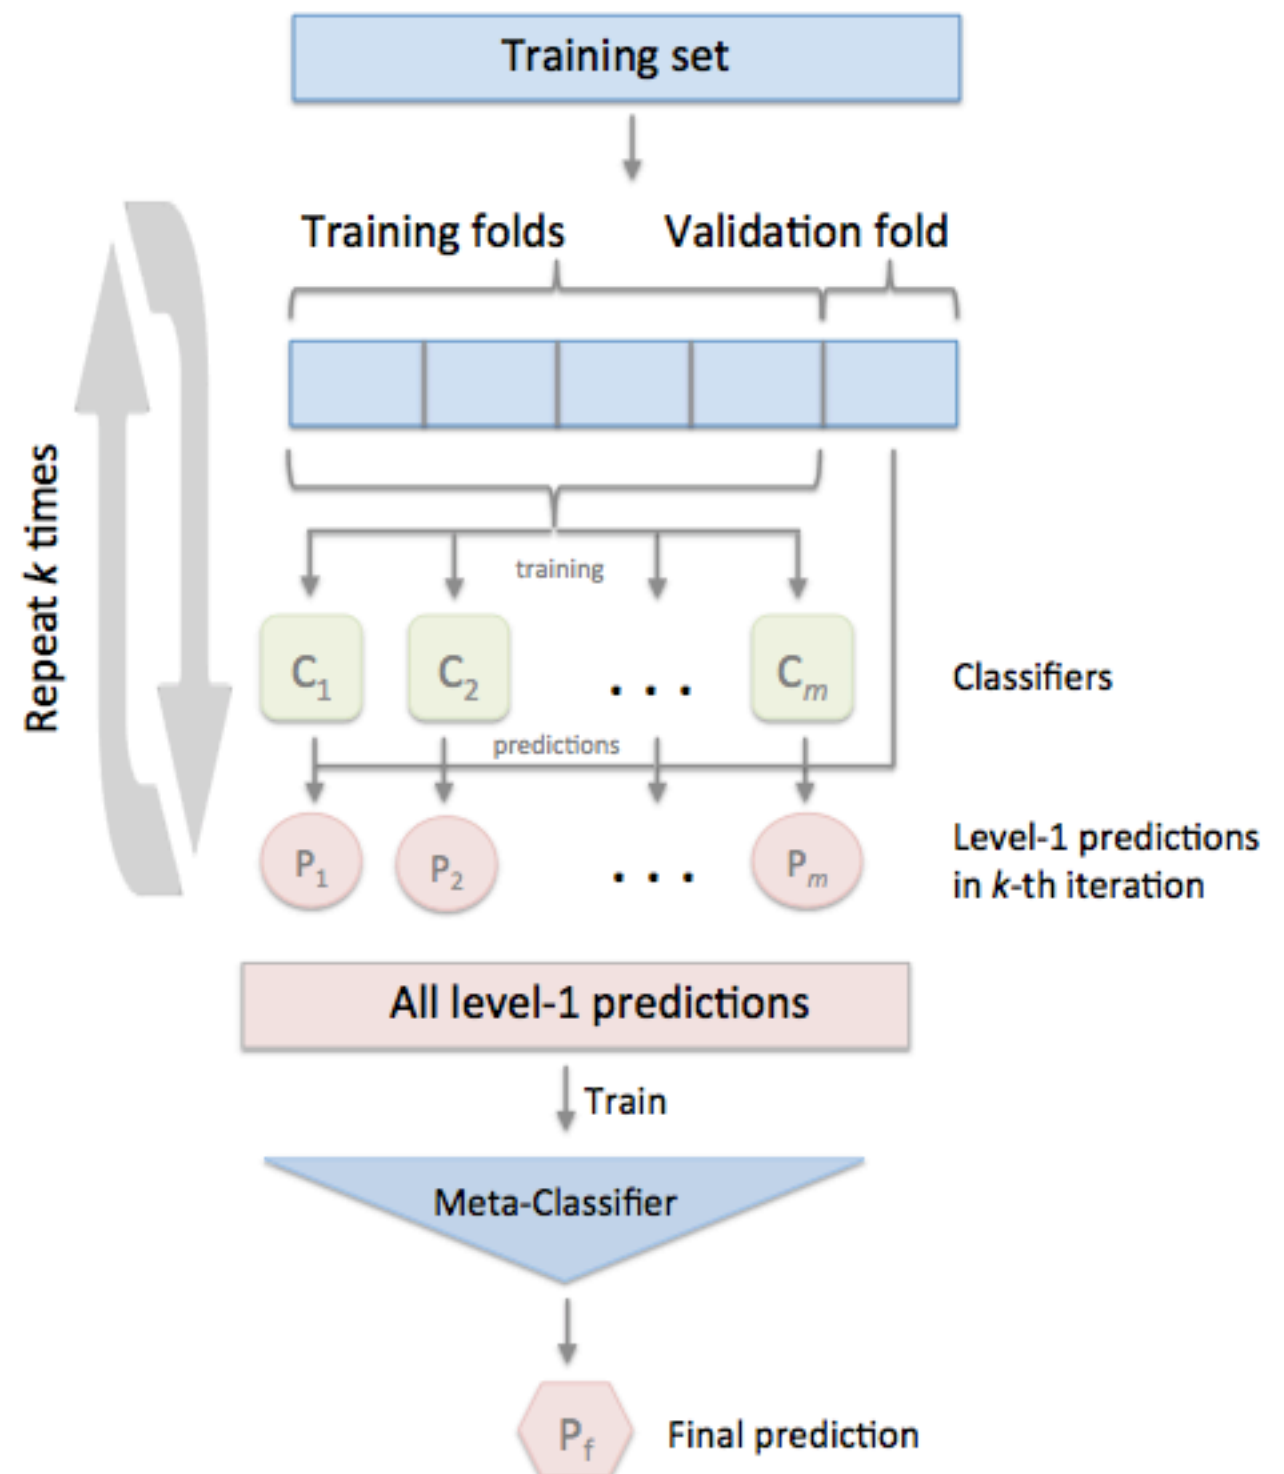 Training set
Training folds
Validation fold
Repeat k times
training
C1
C2
. . .
Cm
Classifiers
predictions
P1
P2
. . .
Pm
Level-1 predictions
in k-th iteration
All level-1 predictions
Train
Meta-Classifier
Pf
Final prediction